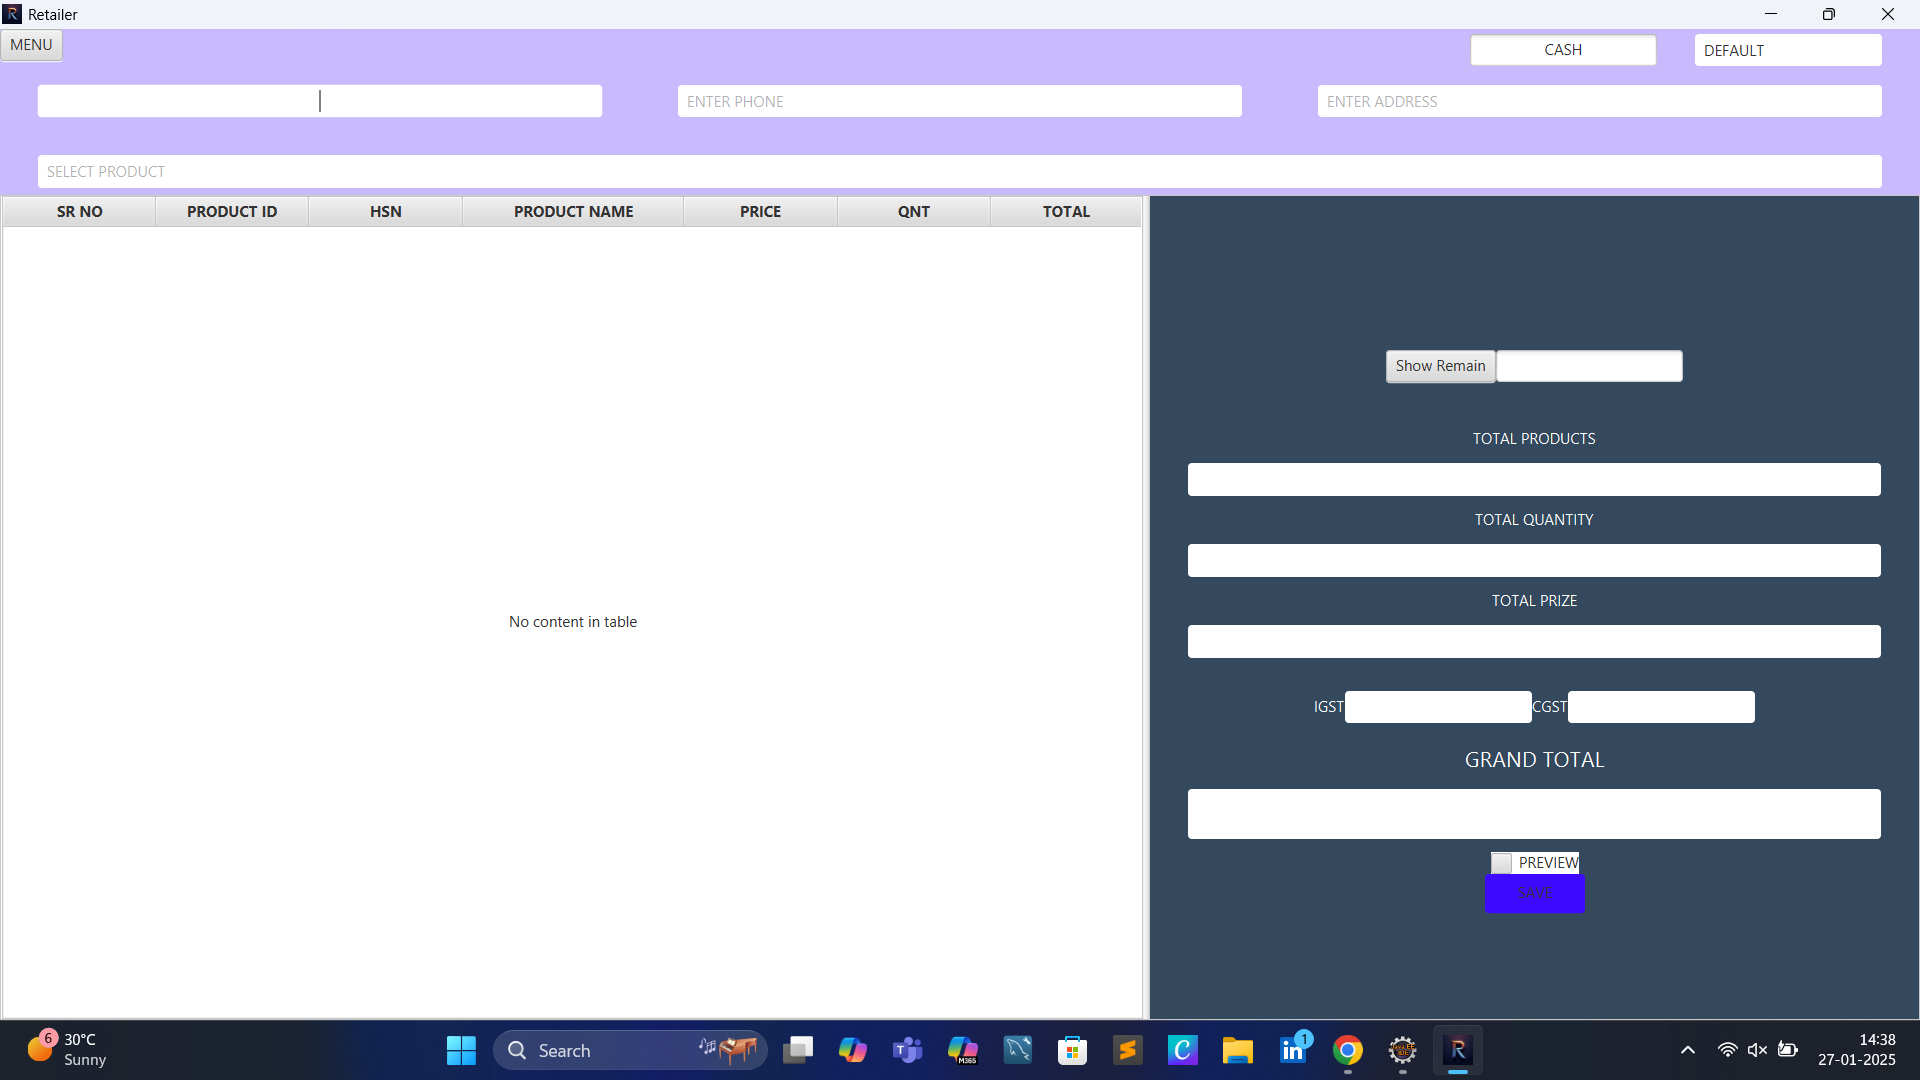 Retailer
MENU
CASH
DEFAULT
ENTER PHONE
ENTER ADDRESS
SELECT PRODUCT
SR NO PRODUCT ID HSN PRODUCT NAME PRICE QNT TOTAL
No content in table
Show Remain
TOTAL PRODUCTS
TOTAL QUANTITY
TOTAL PRIZE
IGST CGST
GRAND TOTAL
PREVIEW
SAVE
6
30°C
Sunny
Search
M365
1
14:38
27-01-2025